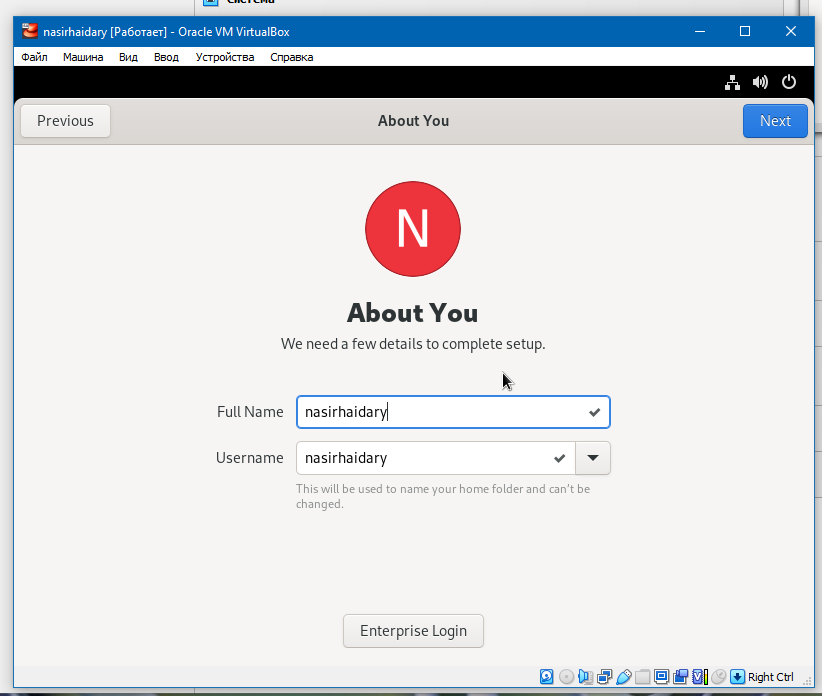 Система
nasirhaidary [Работает] - Oracle VM VirtualBox
Файл Машина Вид Ввод Устройства Справка
Previous About You Next
N
About You
We need a few details to complete setup.
Full Name nasirhaidary
Username nasirhaidary
This will be used to name your home folder and can't be
changed.
Enterprise Login
Right Ctrl